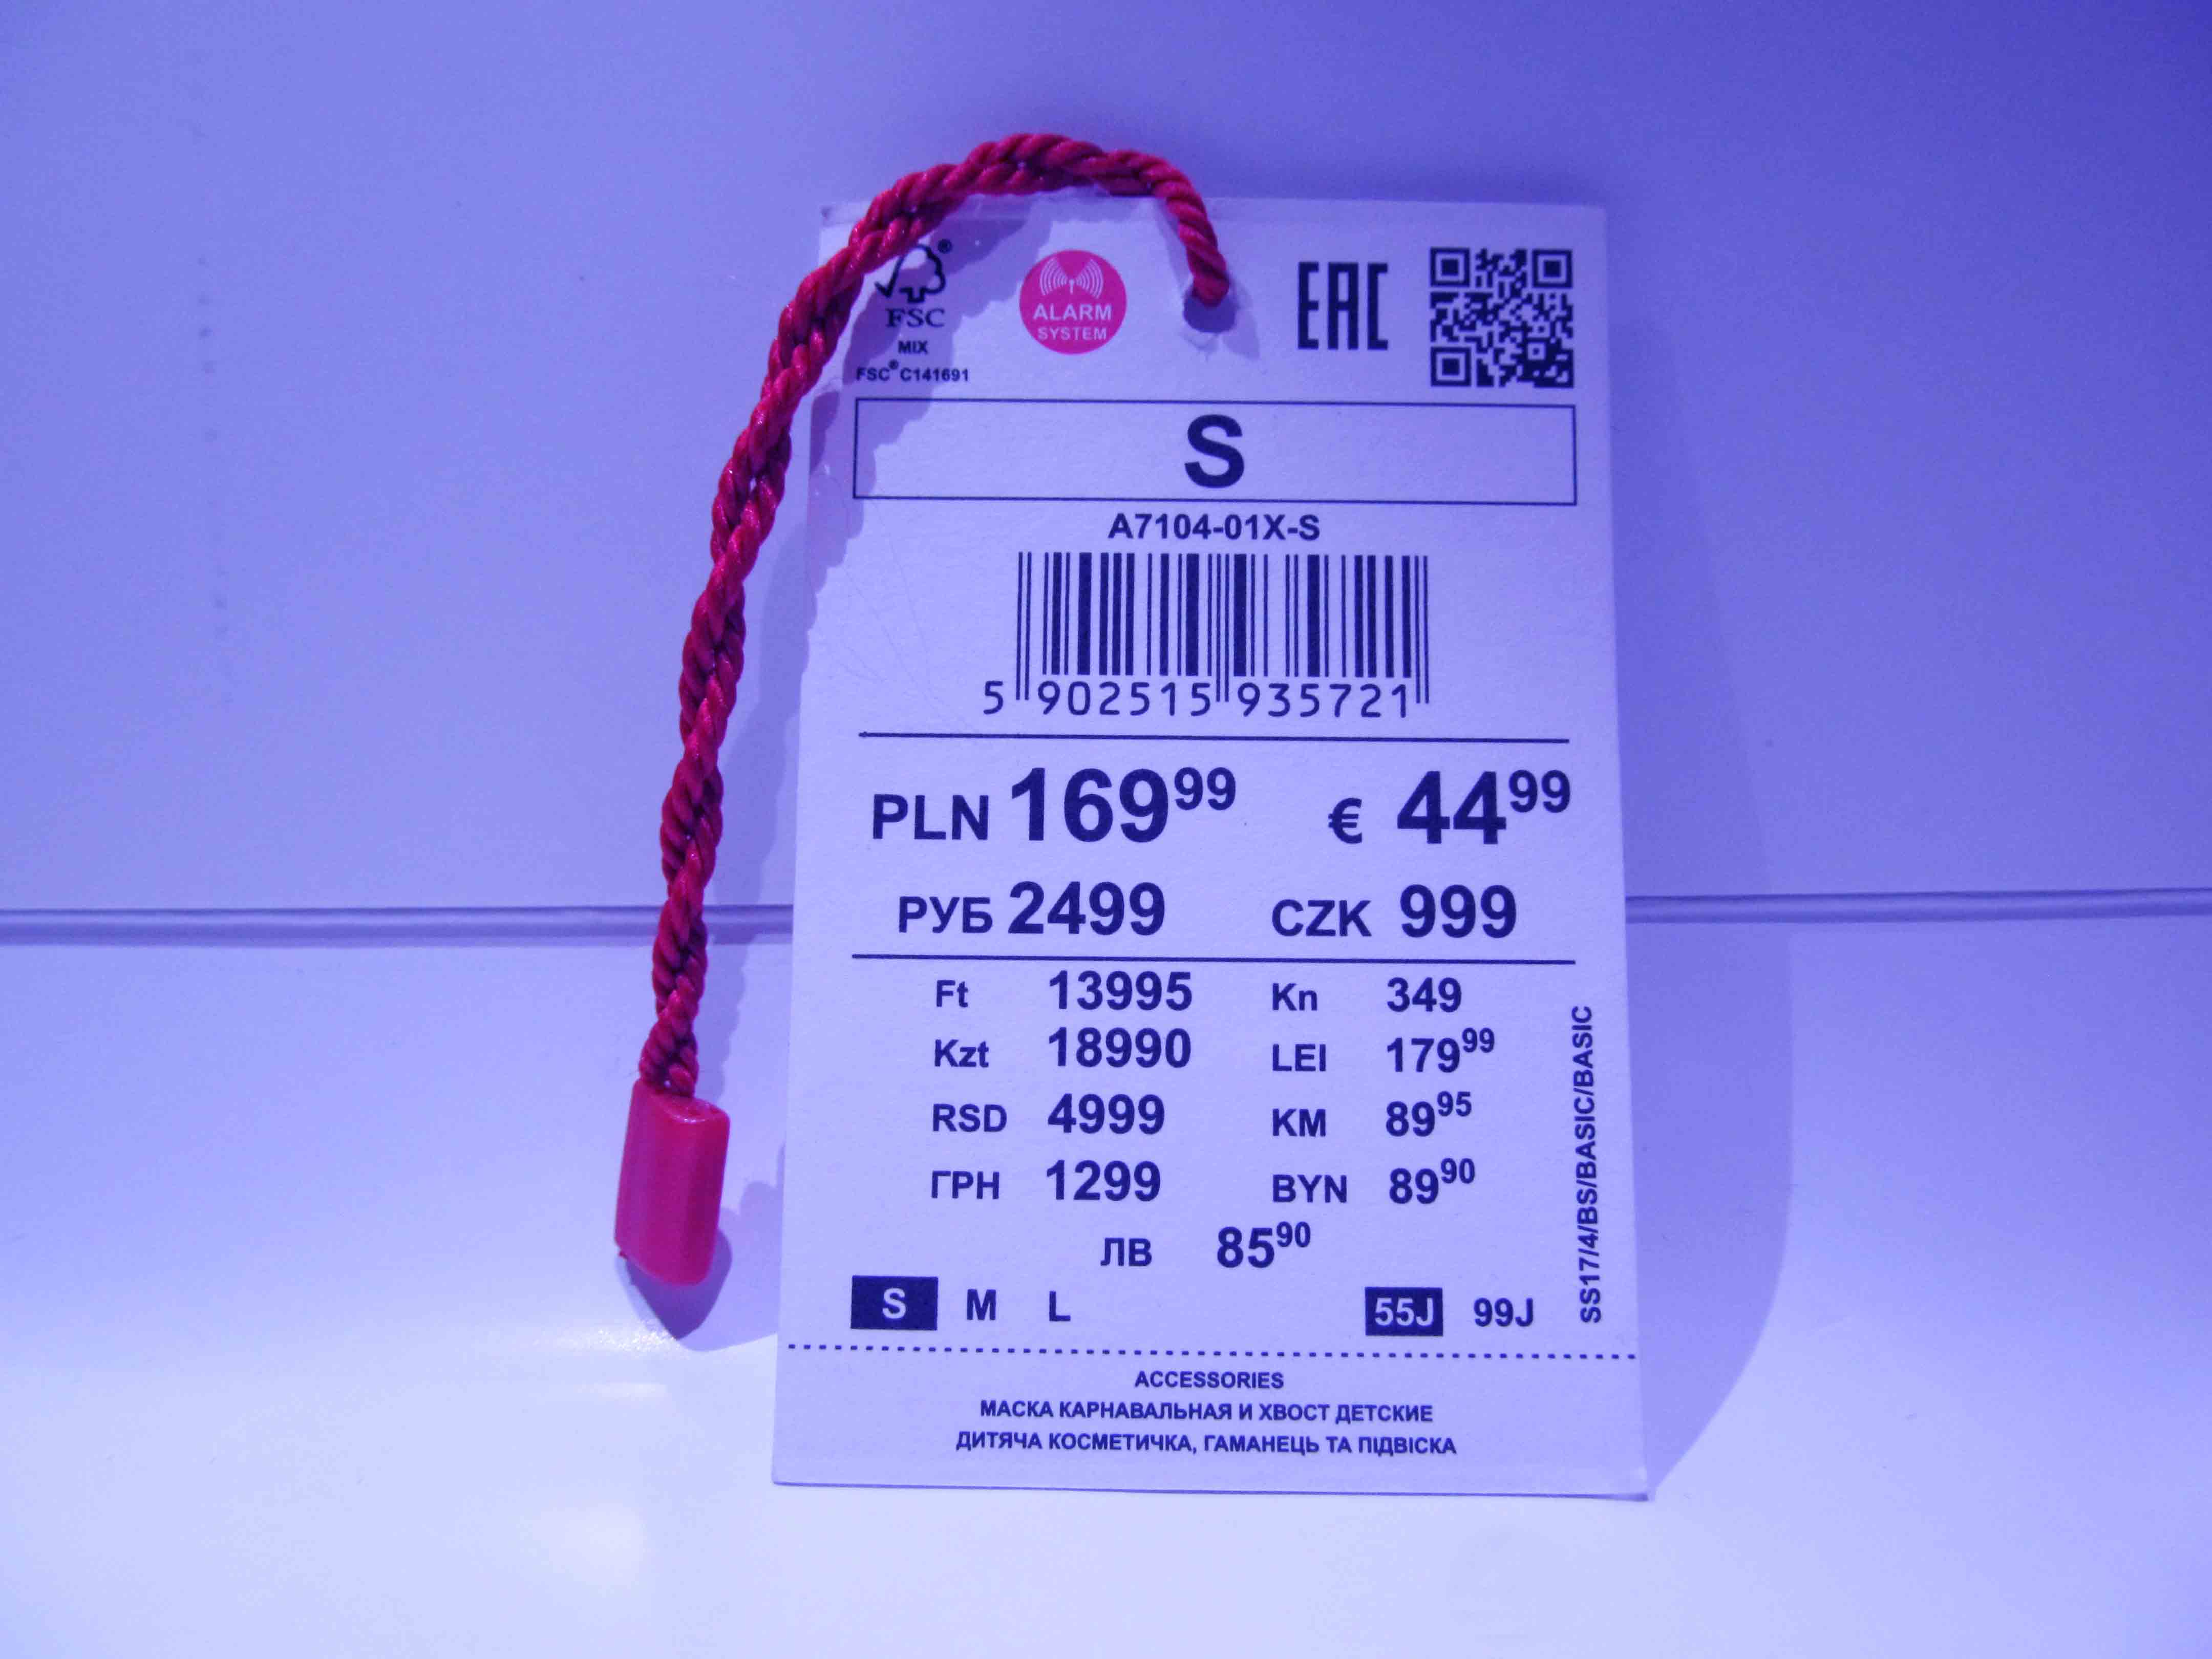 FSC®
MIX
FSC® C141691
ALARM
SYSTEM
EAC
S
A7104-01X-S
5 902515 935721
PLN 169 99 € 44 99
РУБ 2499 CZK 999
Ft 13995 Kn 349
Kzt 18990 LEI 179 99
RSD 4999 KM 89 95
ГРН 1299 BYN 89 90
ЛВ 85 90
S M L 55J 99J
SS17/4/BS/BASIC/BASIC
ACCESSORIES
МАСКА КАРНАВАЛЬНАЯ И ХВОСТ ДЕТСКИЕ
ДИТЯЧА КОСМЕТИЧКА, ГАМАНЕЦЬ ТА ПІДВІСКА